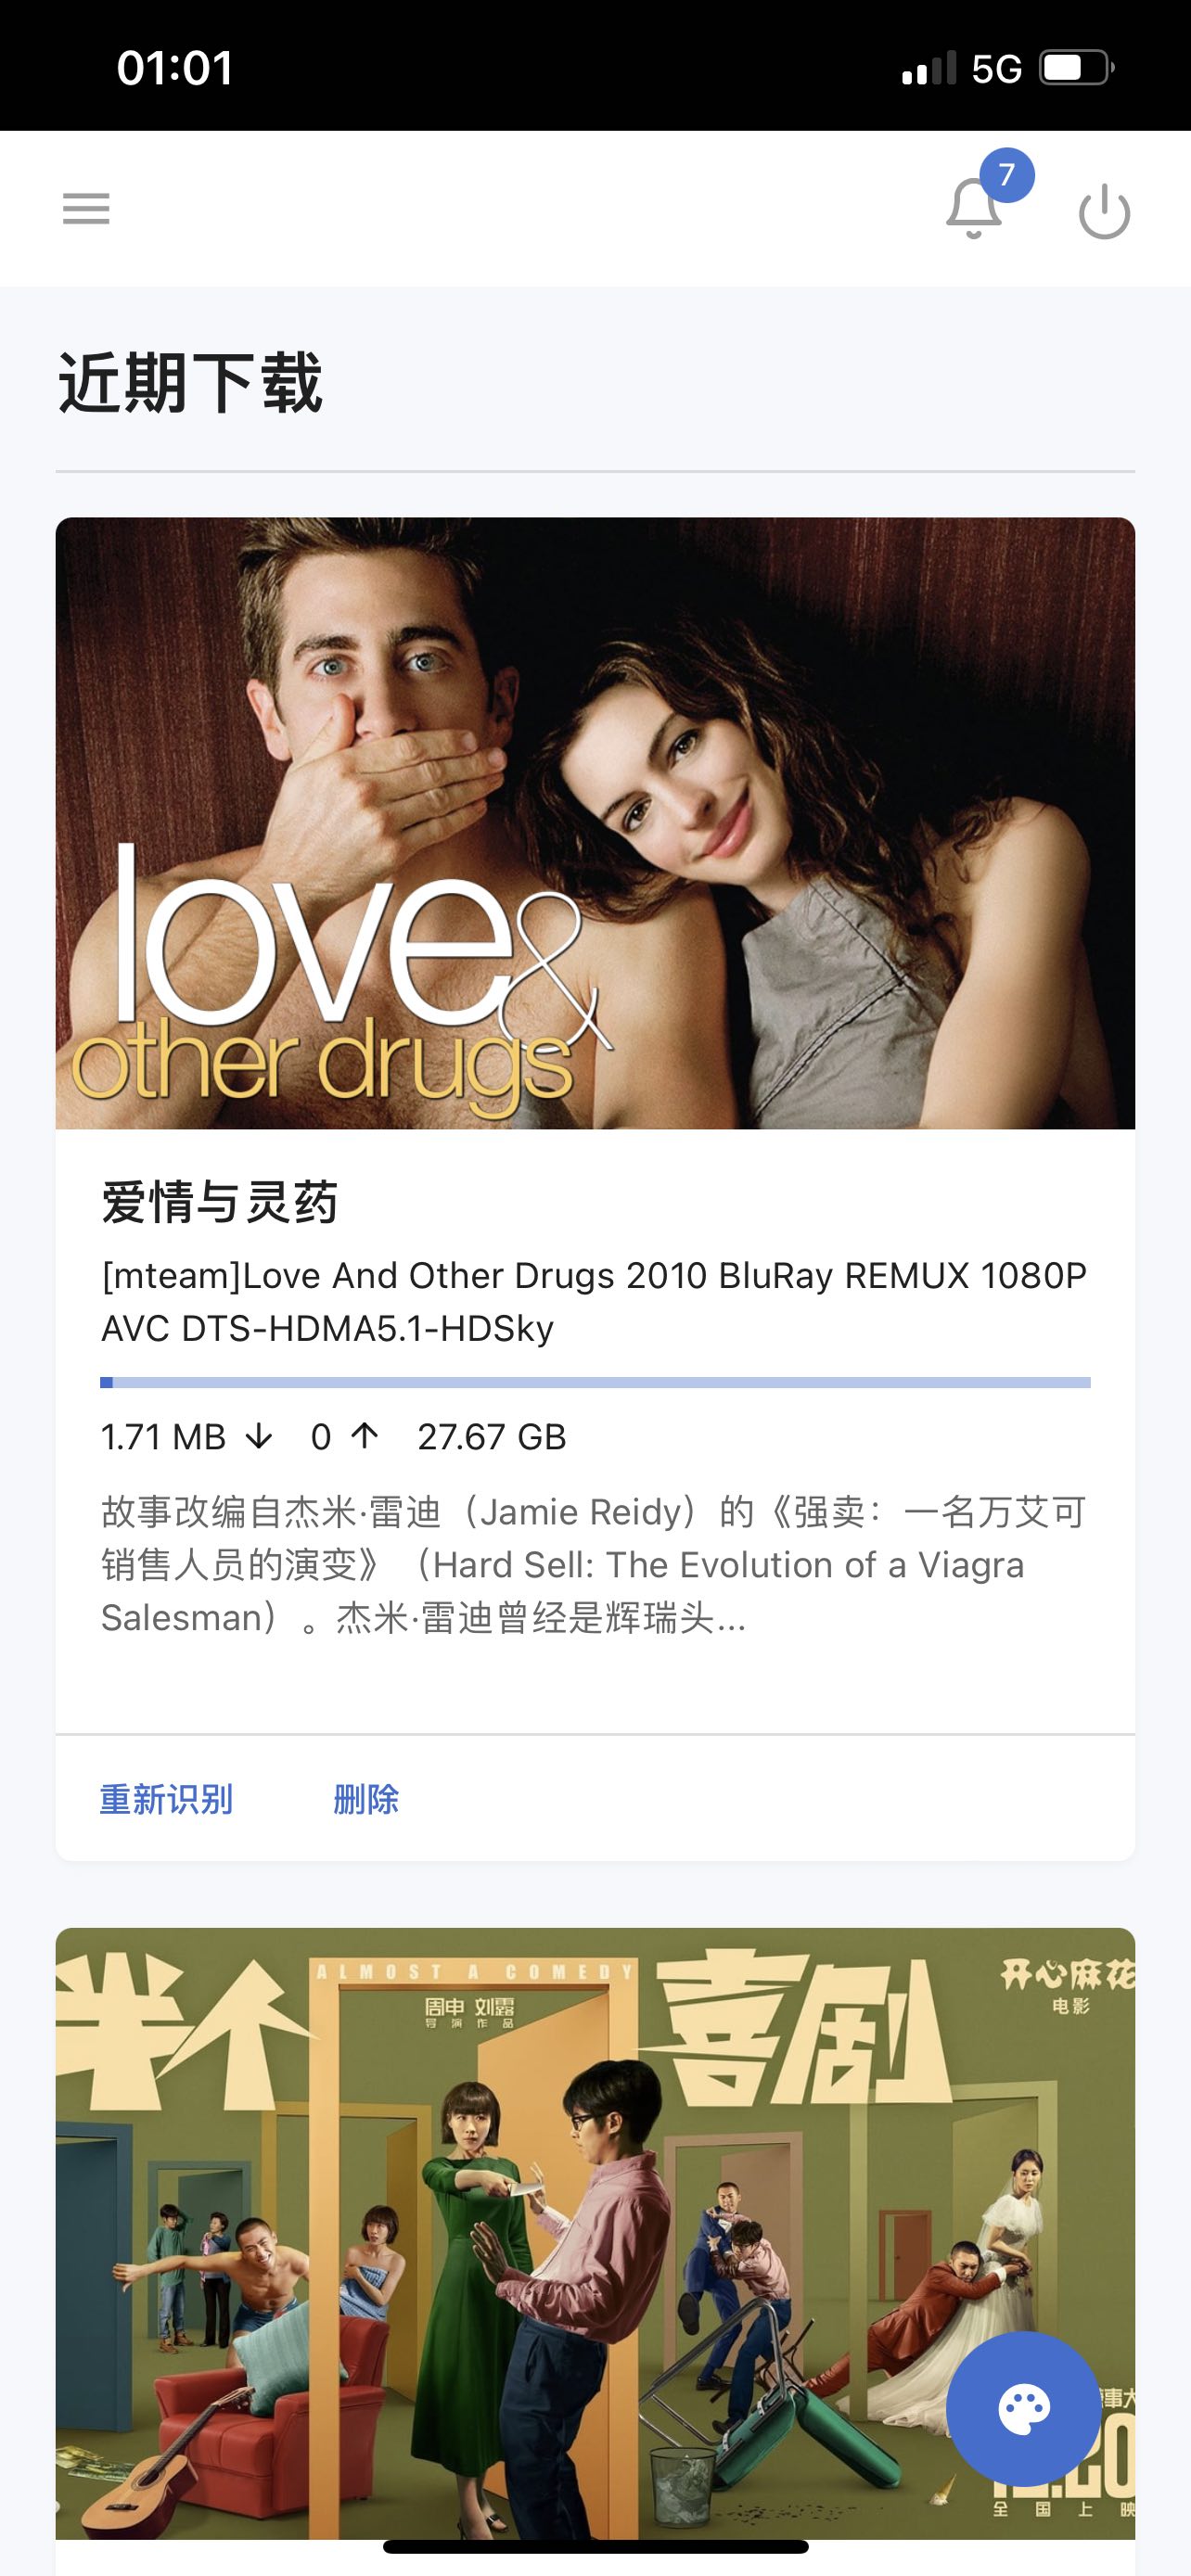 01:01
5G
7
近期下载
love&
other drugs
爱情与灵药
[mteam]Love And Other Drugs 2010 BluRay REMUX 1080P
AVC DTS-HDMA5.1-HDSky
1.71 MB ↓ 0 ↑ 27.67 GB
故事改编自杰米·雷迪（Jamie Reidy）的《强卖：一名万艾可
销售人员的演变》（Hard Sell: The Evolution of a Viagra
Salesman）。杰米·雷迪曾经是辉瑞头...
重新识别 删除
ALMOST A COMEDY
半个 喜剧
开心麻花
电影
周申 刘露
导演作品
事大
.20
全国上映